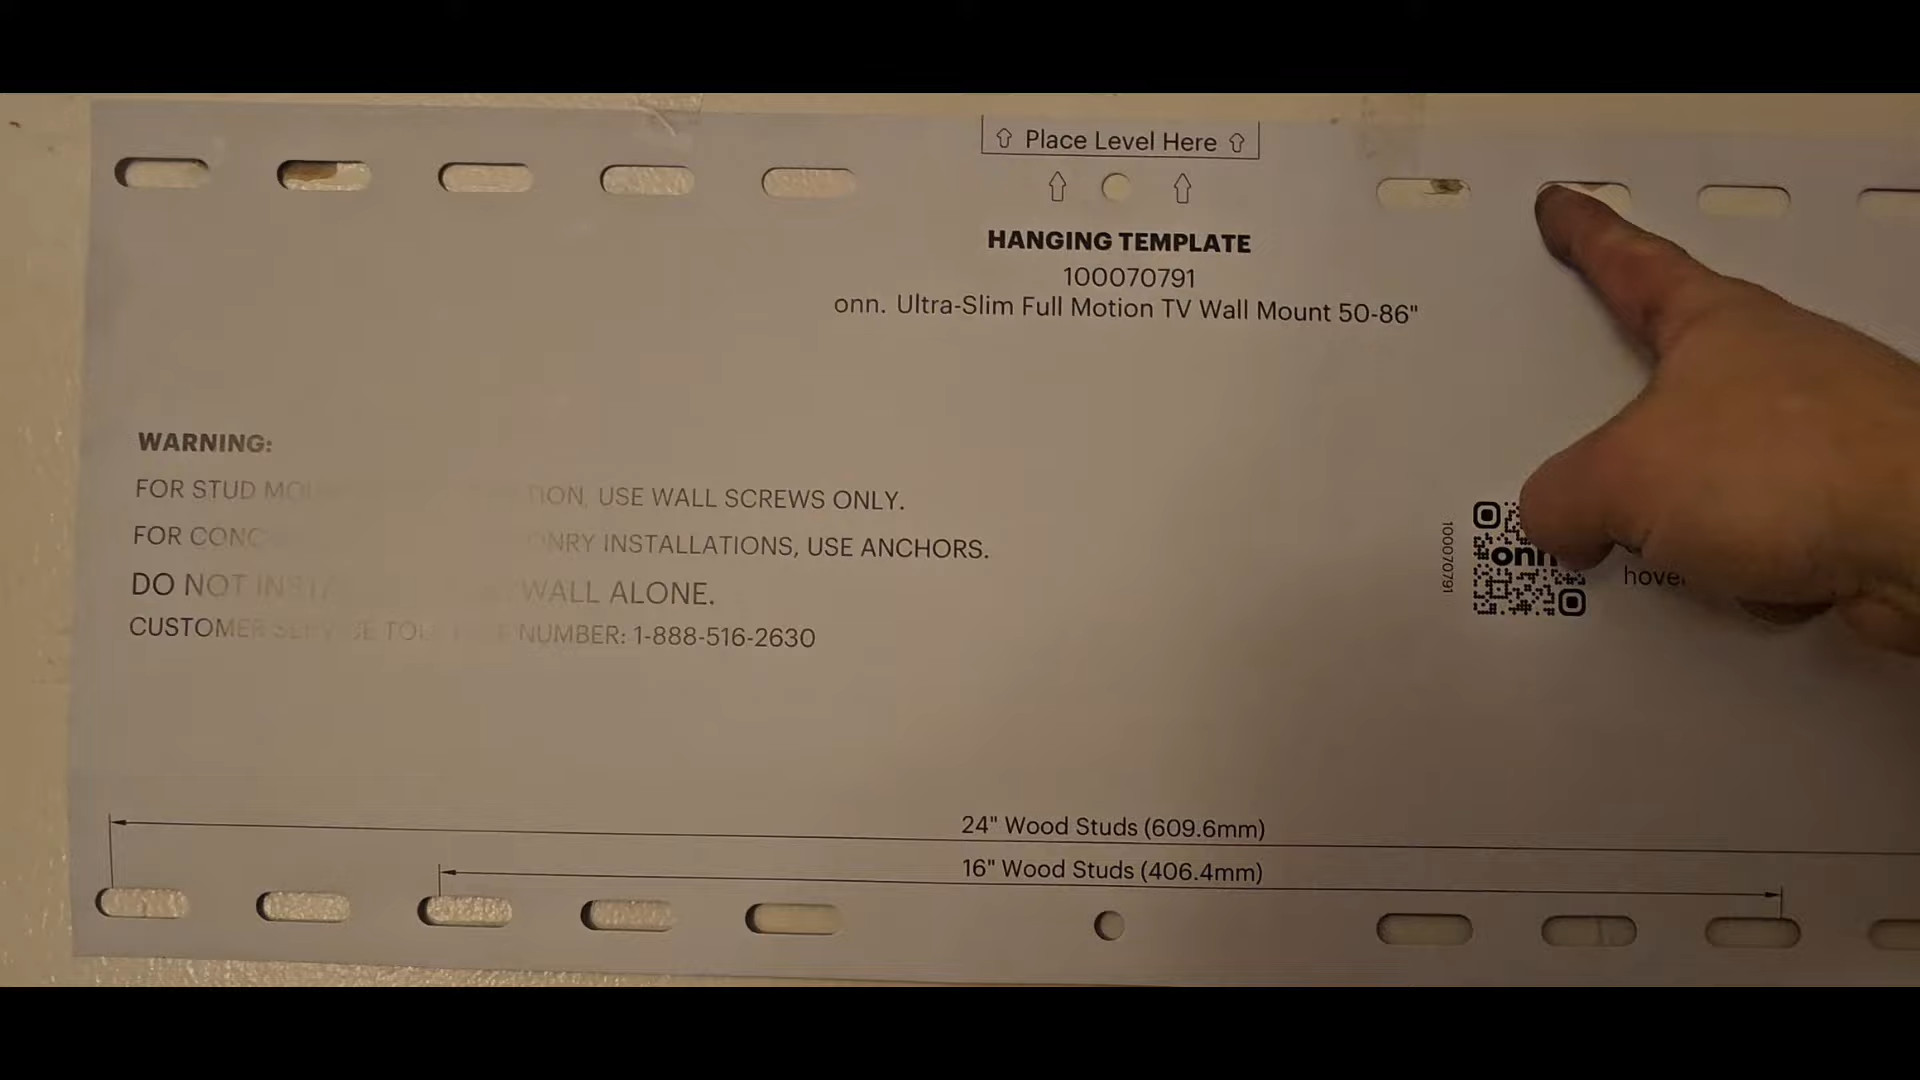 Place Level Here
HANGING TEMPLATE
100070791
onn. Ultra-Slim Full Motion TV Wall Mount 50-86"
WARNING:
FOR STUD USE WALL SCREWS ONLY.
FOR INSTALLATIONS, USE ANCHORS.
DO NOT ALONE.
CUSTOMER NUMBER: 1-888-516-2630
100070791
onn
24" Wood Studs (609.6mm)
16" Wood Studs (406.4mm)